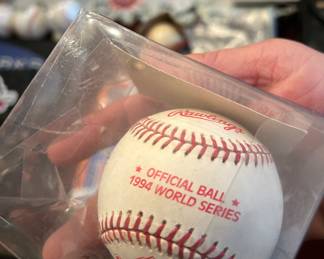 Rawlings
★ OFFICIAL BALL ★
1994 WORLD SERIES